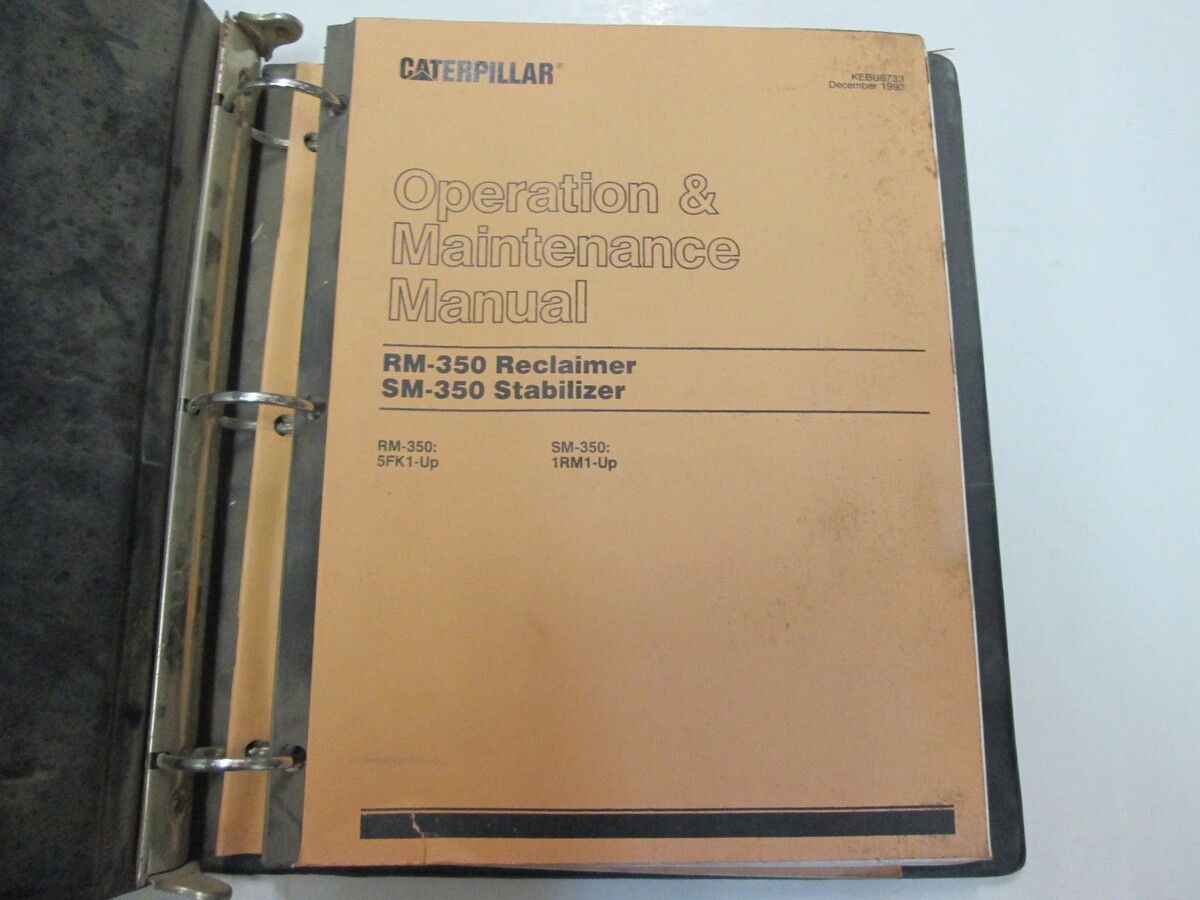 CATERPILLAR®
KEBU6733
December 1992
Operation &
Maintenance
Manual
RM-350 Reclaimer
SM-350 Stabilizer
RM-350:
5FK1-Up
SM-350:
1RM1-Up